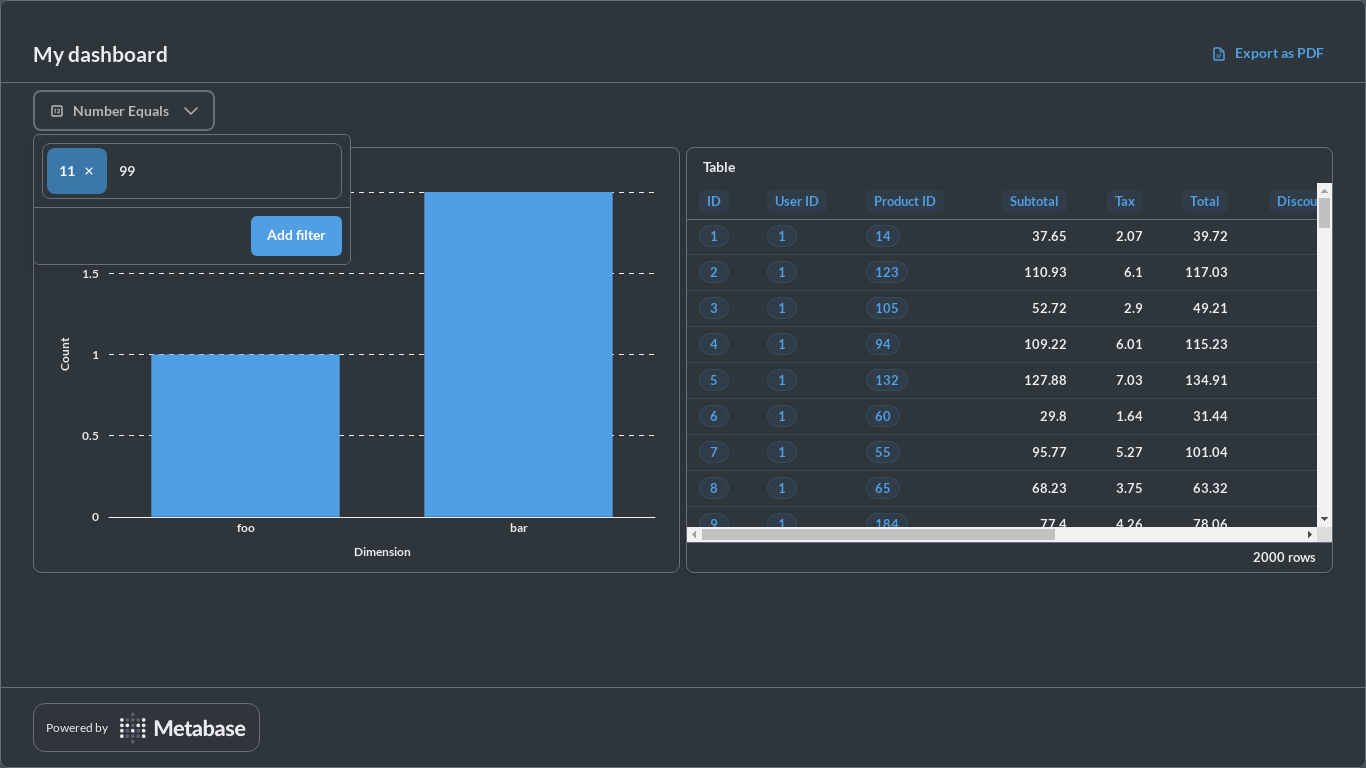 My dashboard
Export as PDF
Number Equals
11 × 99
Add filter
1.5
1
0.5
0
Count
foo bar
Dimension
Table
ID User ID Product ID Subtotal Tax Total Discou
1 1 14 37.65 2.07 39.72
2 1 123 110.93 6.1 117.03
3 1 105 52.72 2.9 49.21
4 1 94 109.22 6.01 115.23
5 1 132 127.88 7.03 134.91
6 1 60 29.8 1.64 31.44
7 1 55 95.77 5.27 101.04
8 1 65 68.23 3.75 63.32
9 1 184 77.4 4.26 78.06
2000 rows
Powered by Metabase